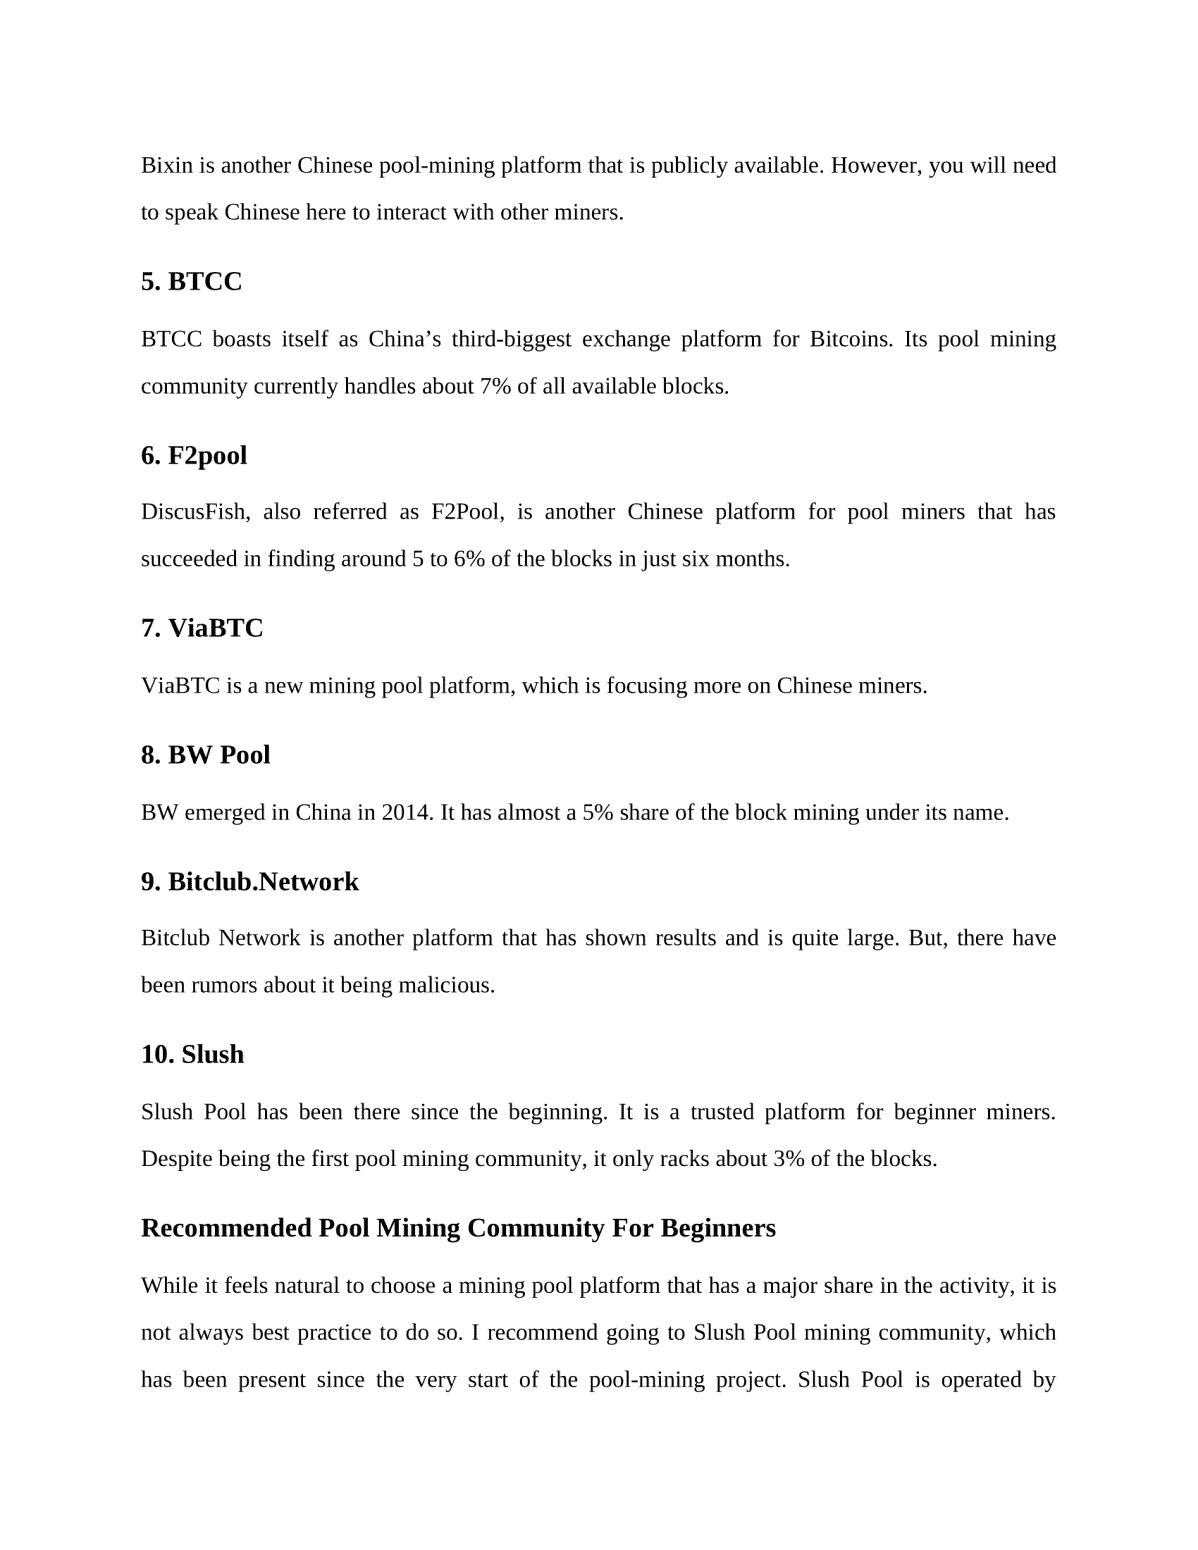 Bixin is another Chinese pool-mining platform that is publicly available. However, you will need
to speak Chinese here to interact with other miners.
5. BTCC
BTCC boasts itself as China’s third-biggest exchange platform for Bitcoins. Its pool mining
community currently handles about 7% of all available blocks.
6. F2pool
DiscusFish, also referred as F2Pool, is another Chinese platform for pool miners that has
succeeded in finding around 5 to 6% of the blocks in just six months.
7. ViaBTC
ViaBTC is a new mining pool platform, which is focusing more on Chinese miners.
8. BW Pool
BW emerged in China in 2014. It has almost a 5% share of the block mining under its name.
9. Bitclub.Network
Bitclub Network is another platform that has shown results and is quite large. But, there have
been rumors about it being malicious.
10. Slush
Slush Pool has been there since the beginning. It is a trusted platform for beginner miners.
Despite being the first pool mining community, it only racks about 3% of the blocks.
Recommended Pool Mining Community For Beginners
While it feels natural to choose a mining pool platform that has a major share in the activity, it is
not always best practice to do so. I recommend going to Slush Pool mining community, which
has been present since the very start of the pool-mining project. Slush Pool is operated by